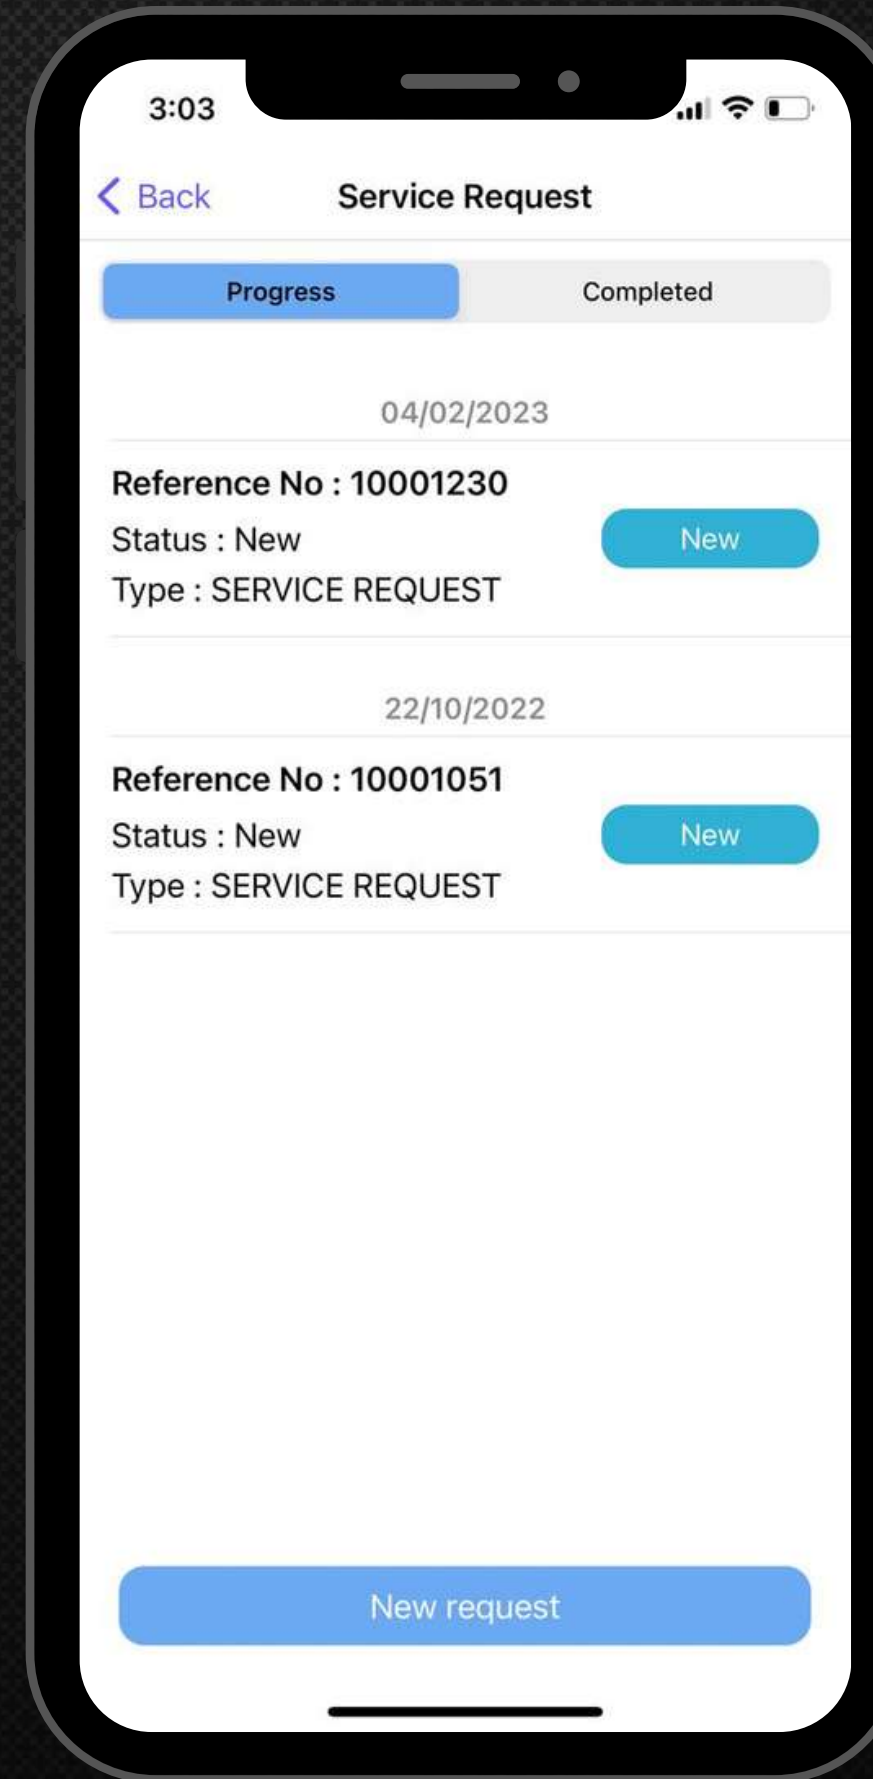 3:03
Back
Service Request
Progress
Completed
04/02/2023
Reference No : 10001230
Status : New
New
Type : SERVICE REQUEST
22/10/2022
Reference No : 10001051
Status : New
New
Type : SERVICE REQUEST
New request